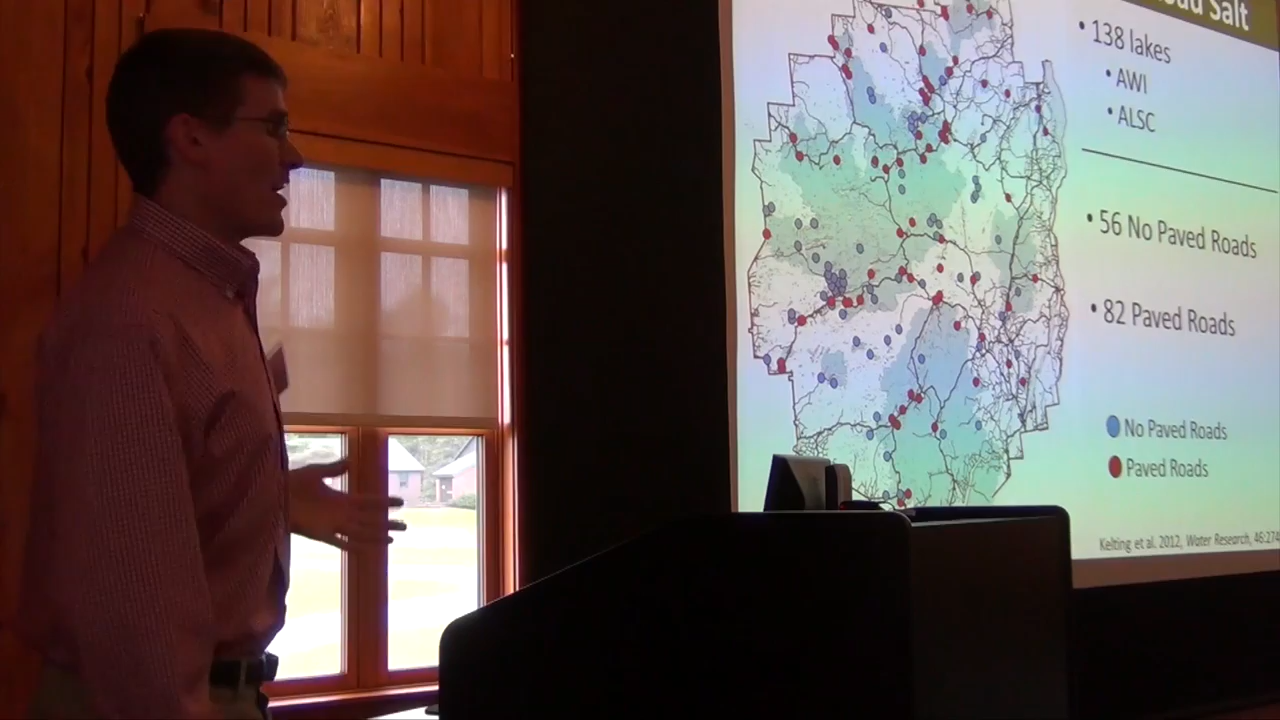 Salt
• 138 lakes
• AWI
• ALSC
• 56 No Paved Roads
• 82 Paved Roads
No Paved Roads
Paved Roads
Kelting et al. 2012, Water Research, 46:274